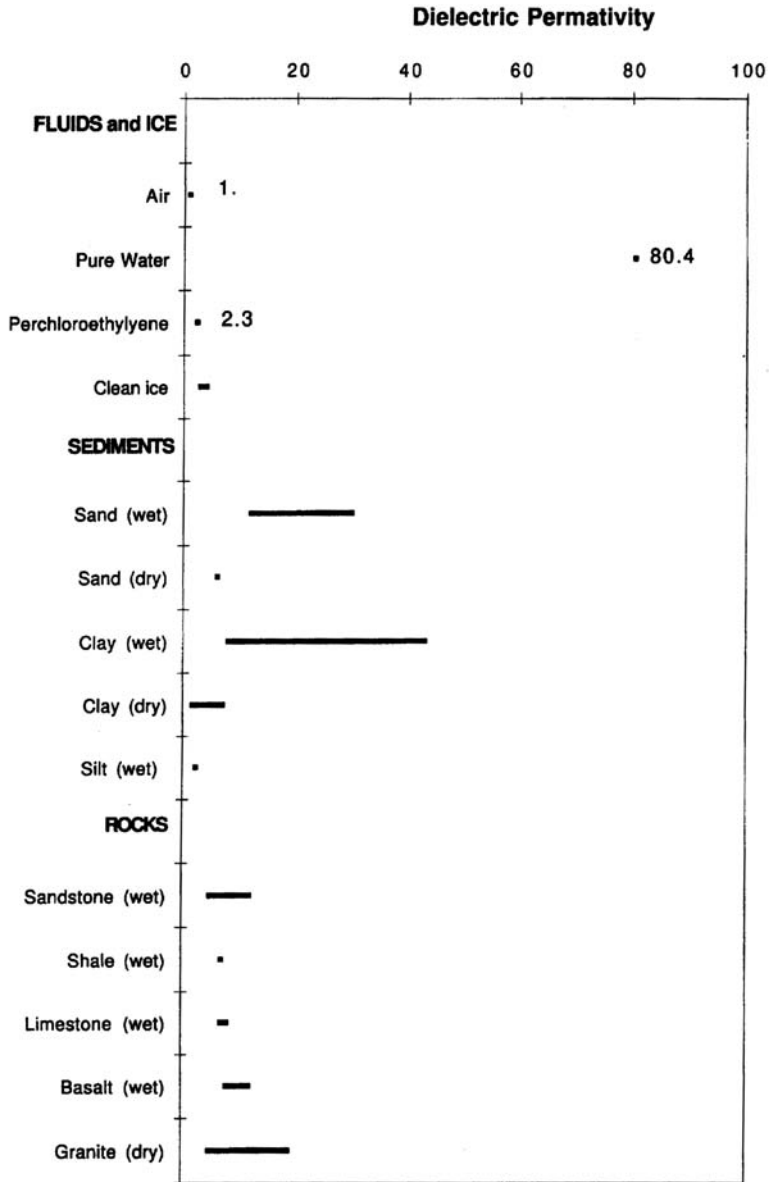 Dielectric Permativity
0 20 40 60 80 100
FLUIDS and ICE
Air 1.
Pure Water 80.4
Perchloroethylyene 2.3
Clean ice
SEDIMENTS
Sand (wet)
Sand (dry)
Clay (wet)
Clay (dry)
Silt (wet)
ROCKS
Sandstone (wet)
Shale (wet)
Limestone (wet)
Basalt (wet)
Granite (dry)